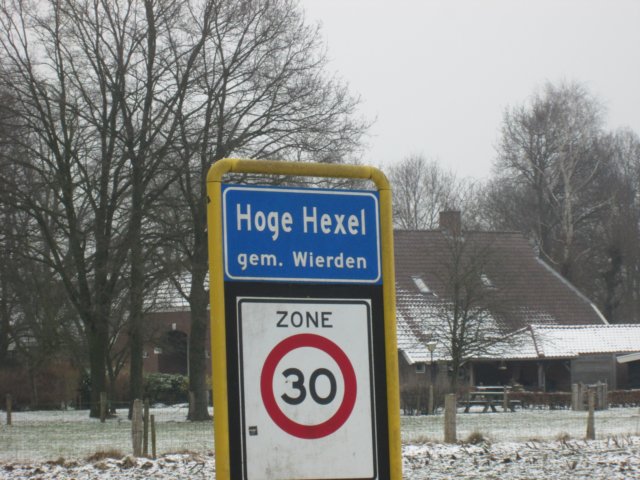 Hoge Hexel
gem. Wierden
ZONE
30